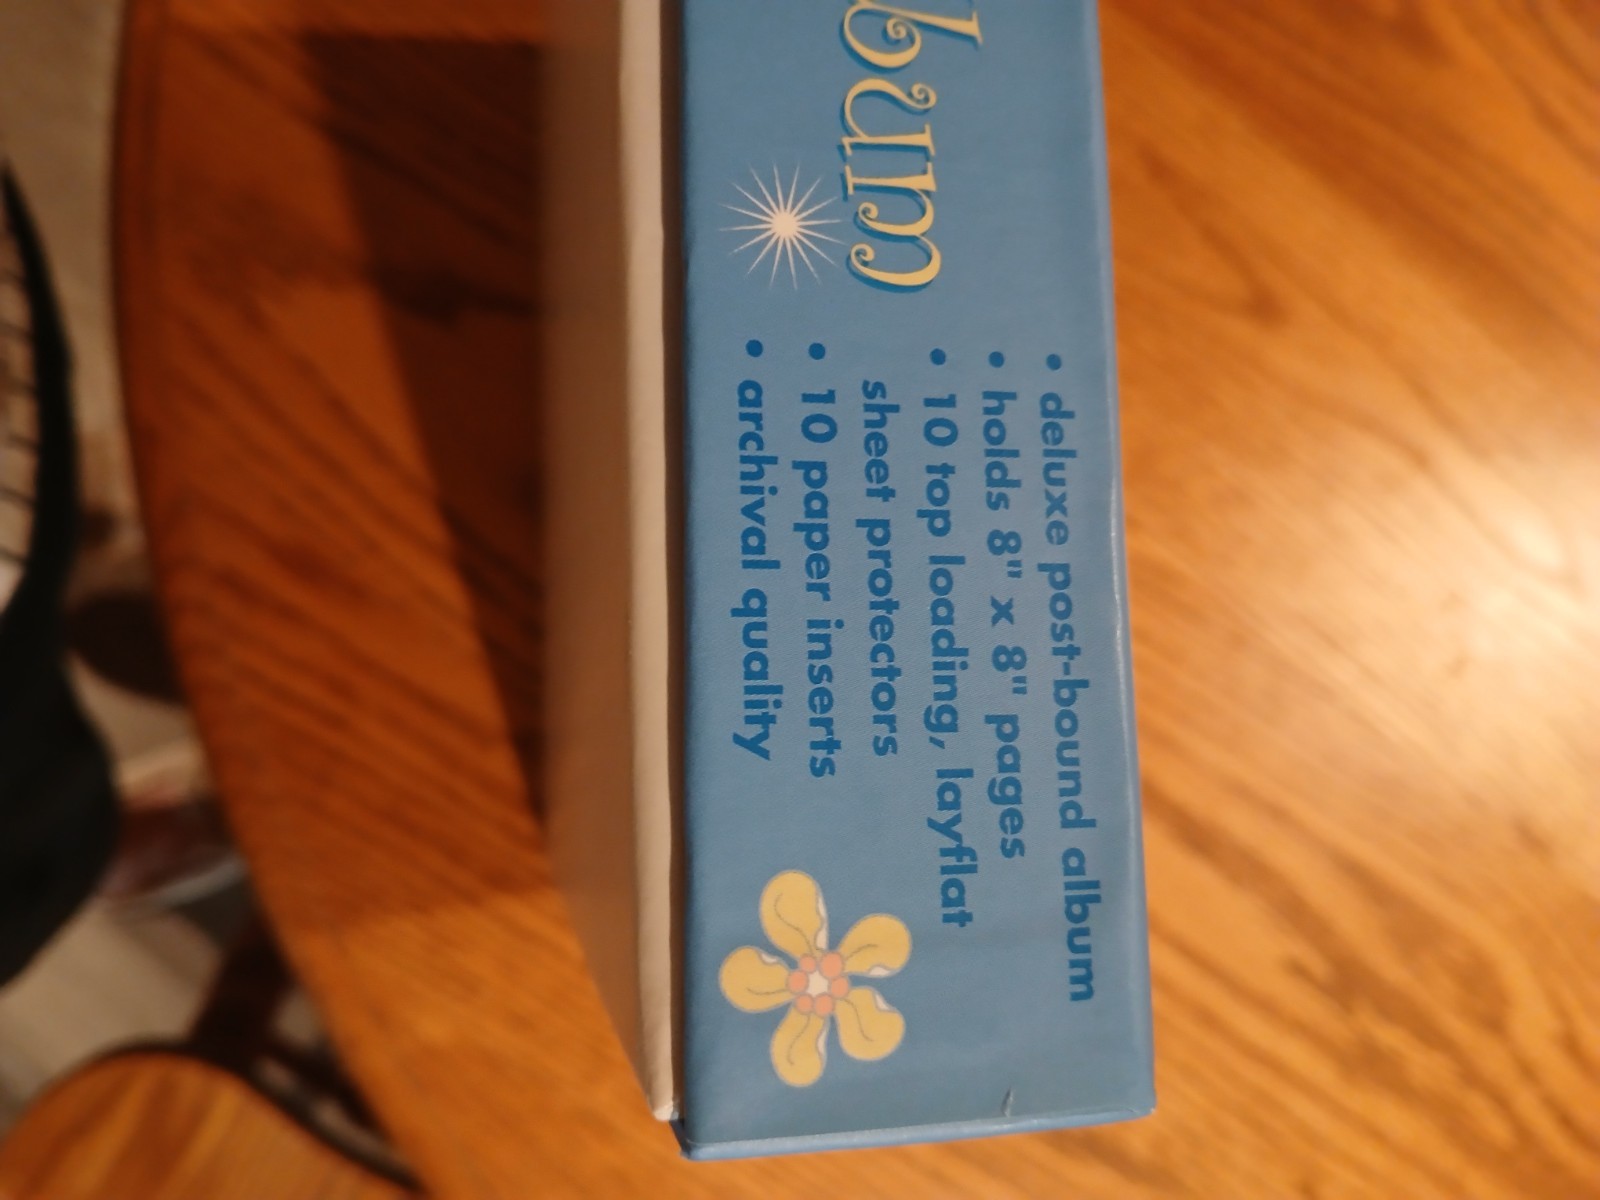 bum
• deluxe post-bound album
• holds 8" x 8" pages
• 10 top loading, layflat
sheet protectors
• 10 paper inserts
• archival quality